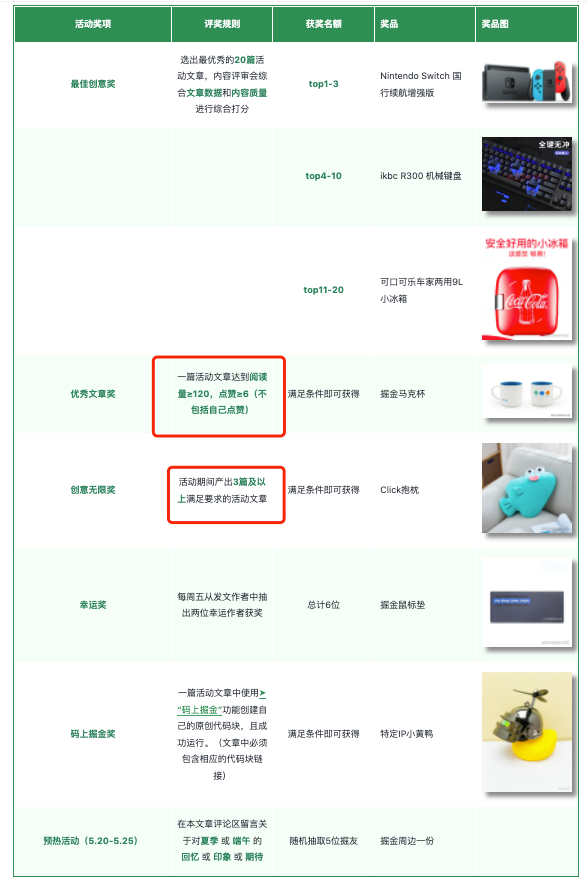 活动奖项 评奖规则 获奖名额 奖品 奖品图
最佳创意奖
选出最优秀的20篇活
动文章，内容评审会综
合文章数据和内容质量
进行综合打分
top1-3
Nintendo Switch 国
行续航增强版
top4-10
ikbc R300 机械键盘
全键无冲
top11-20
可口可乐车家两用9L
小冰箱
安全好用的小冰箱
Coca-Cola
优秀文章奖
一篇活动文章达到阅读
量≥120，点赞≥6（不
包括自己点赞）
满足条件即可获得
掘金马克杯
创意无限奖
活动期间产出3篇及以
上满足要求的活动文章
满足条件即可获得
Click抱枕
幸运奖
每周五从发文作者中抽
出两位幸运作者获奖
总计6位
掘金鼠标垫
码上掘金奖
一篇活动文章中使用➤
“码上掘金”功能创建自
己的原创代码块，且成
功运行。（文章中必须
包含相应的代码块链
接）
满足条件即可获得
特定IP小黄鸭
预热活动（5.20-5.25）
在本文章评论区留言关
于对夏季 或 端午 的
回忆 或 印象 或 期待
随机抽取5位掘友
掘金周边一份